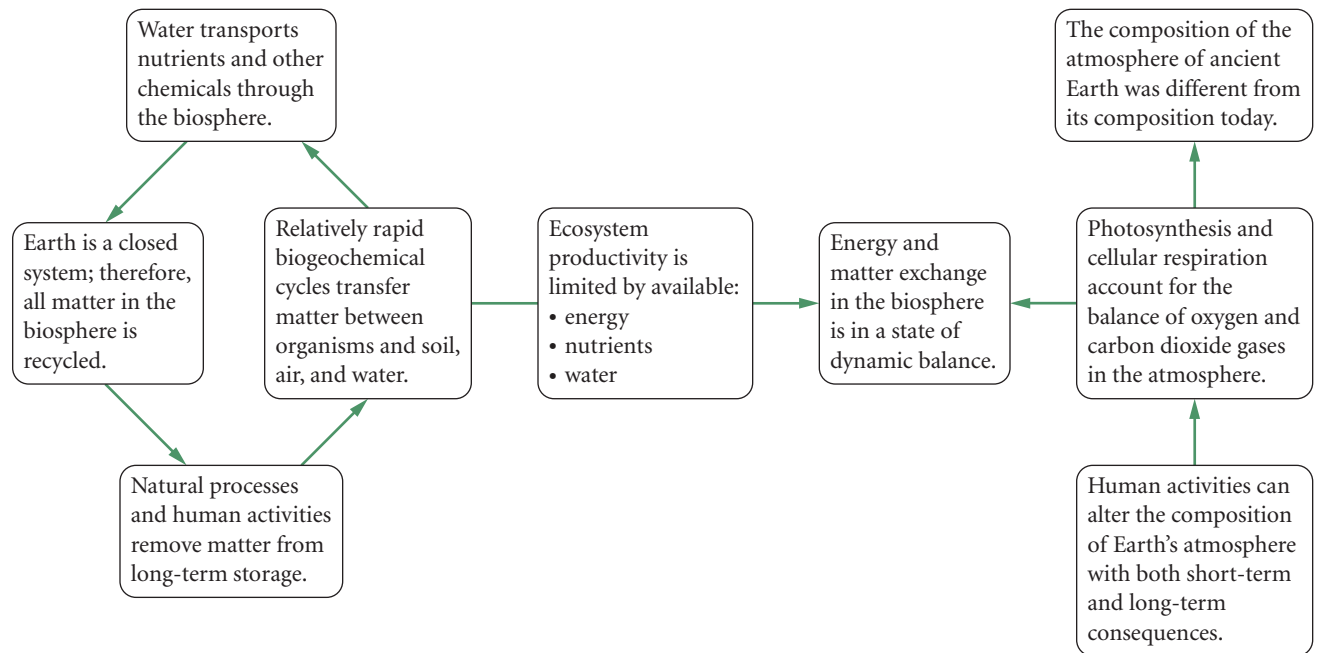 Water transports
nutrients and other
chemicals through
the biosphere.
The composition of the
atmosphere of ancient
Earth was different from
its composition today.
Earth is a closed
system; therefore,
all matter in the
biosphere is
recycled.
Relatively rapid
biogeochemical
cycles transfer
matter between
organisms and soil,
air, and water.
Ecosystem
productivity is
limited by available:
• energy
• nutrients
• water
Energy and
matter exchange
in the biosphere
is in a state of
dynamic balance.
Photosynthesis and
cellular respiration
account for the
balance of oxygen and
carbon dioxide gases
in the atmosphere.
Natural processes
and human activities
remove matter from
long-term storage.
Human activities can
alter the composition
of Earth's atmosphere
with both short-term
and long-term
consequences.